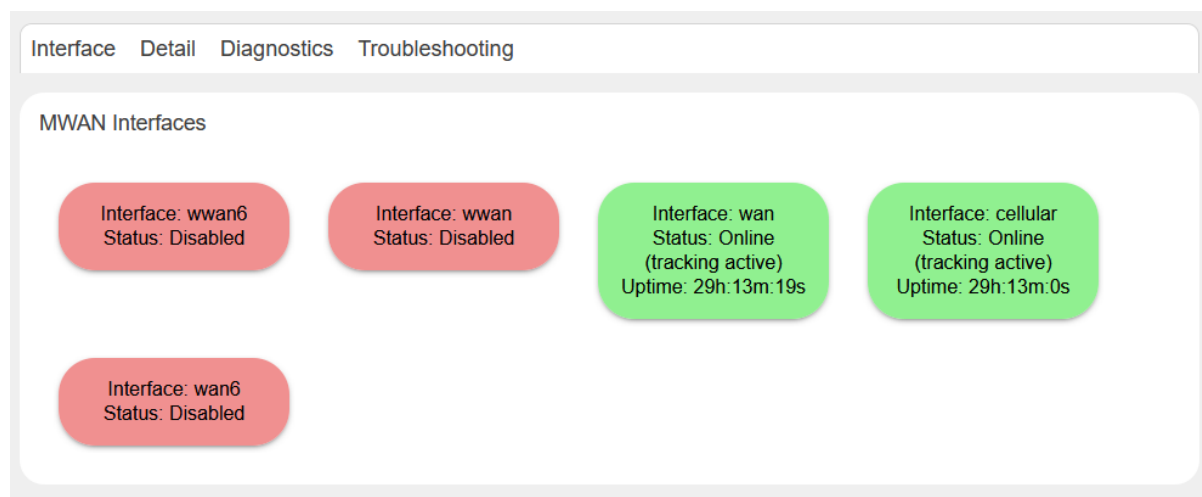 Interface Detail Diagnostics Troubleshooting
MWAN Interfaces
Interface: wwan6
Status: Disabled
Interface: wwan
Status: Disabled
Interface: wan
Status: Online
(tracking active)
Uptime: 29h:13m:19s
Interface: cellular
Status: Online
(tracking active)
Uptime: 29h:13m:0s
Interface: wan6
Status: Disabled